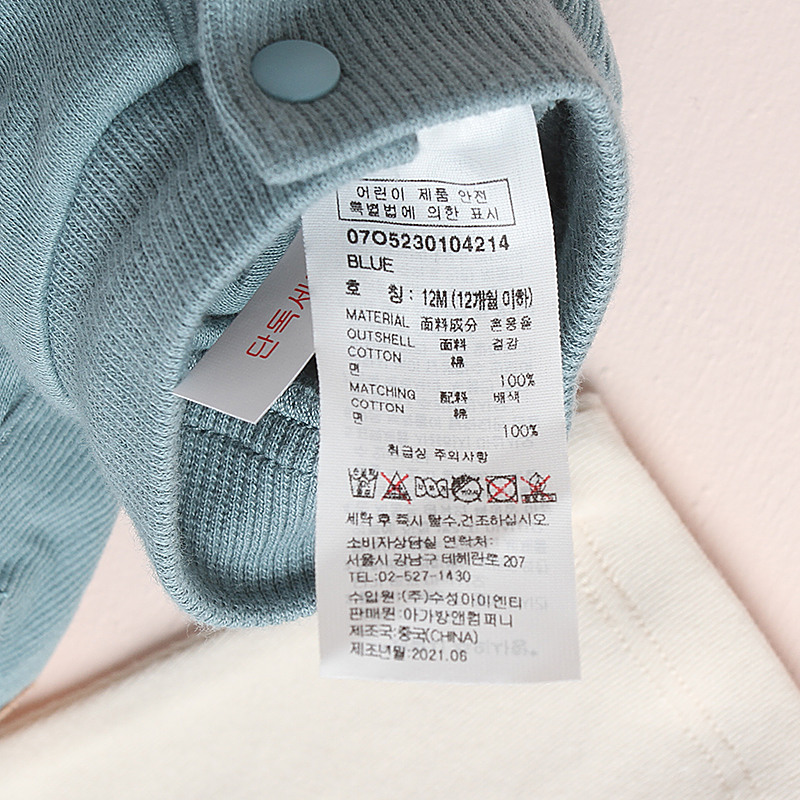 어린이 제품 안전
특별법에 의한 표시
07O5230104214
BLUE
호 칭: 12M (12개월 이하)
MATERIAL 面料成分 혼용율
OUTSHELL 面料 겉감
COTTON 綿
면
100%
MATCHING 配料 배색
COTTON 綿
면
100%
취급상 주의사항
세탁 후 즉시 탈수,건조하십시오.
소비자상담실 연락처:
서울시 강남구 테헤란로 207
TEL:02-527-1430
수입원:(주)수성아이엔티
판매원:아가방앤컴퍼니
제조국:중국(CHINA)
제조년월:2021.06
단독세